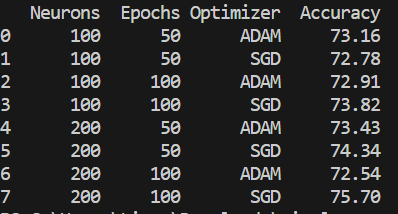 Neurons Epochs Optimizer Accuracy
0 100 50 ADAM 73.16
1 100 50 SGD 72.78
2 100 100 ADAM 72.91
3 100 100 SGD 73.82
4 200 50 ADAM 73.43
5 200 50 SGD 74.34
6 200 100 ADAM 72.54
7 200 100 SGD 75.70